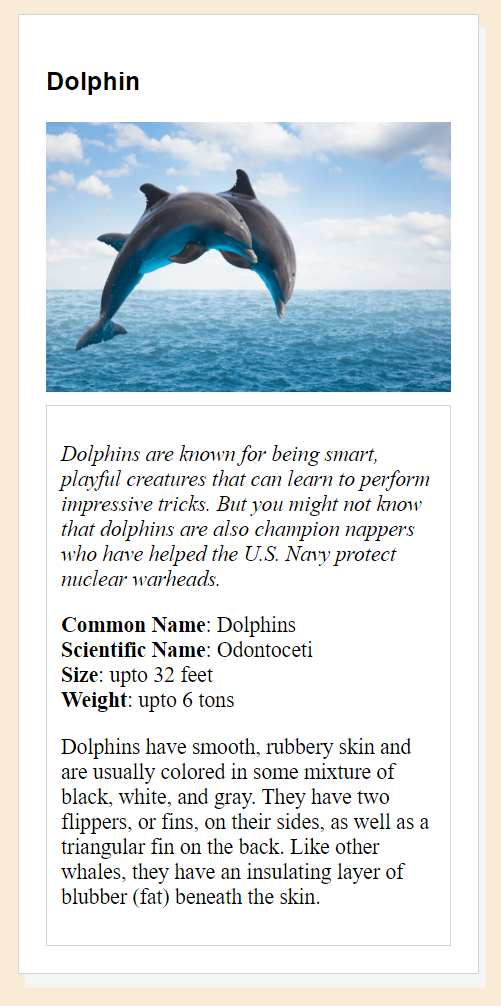 Dolphin
Dolphins are known for being smart,
playful creatures that can learn to perform
impressive tricks. But you might not know
that dolphins are also champion nappers
who have helped the U.S. Navy protect
nuclear warheads.
Common Name: Dolphins
Scientific Name: Odontoceti
Size: upto 32 feet
Weight: upto 6 tons
Dolphins have smooth, rubbery skin and
are usually colored in some mixture of
black, white, and gray. They have two
flippers, or fins, on their sides, as well as a
triangular fin on the back. Like other
whales, they have an insulating layer of
blubber (fat) beneath the skin.